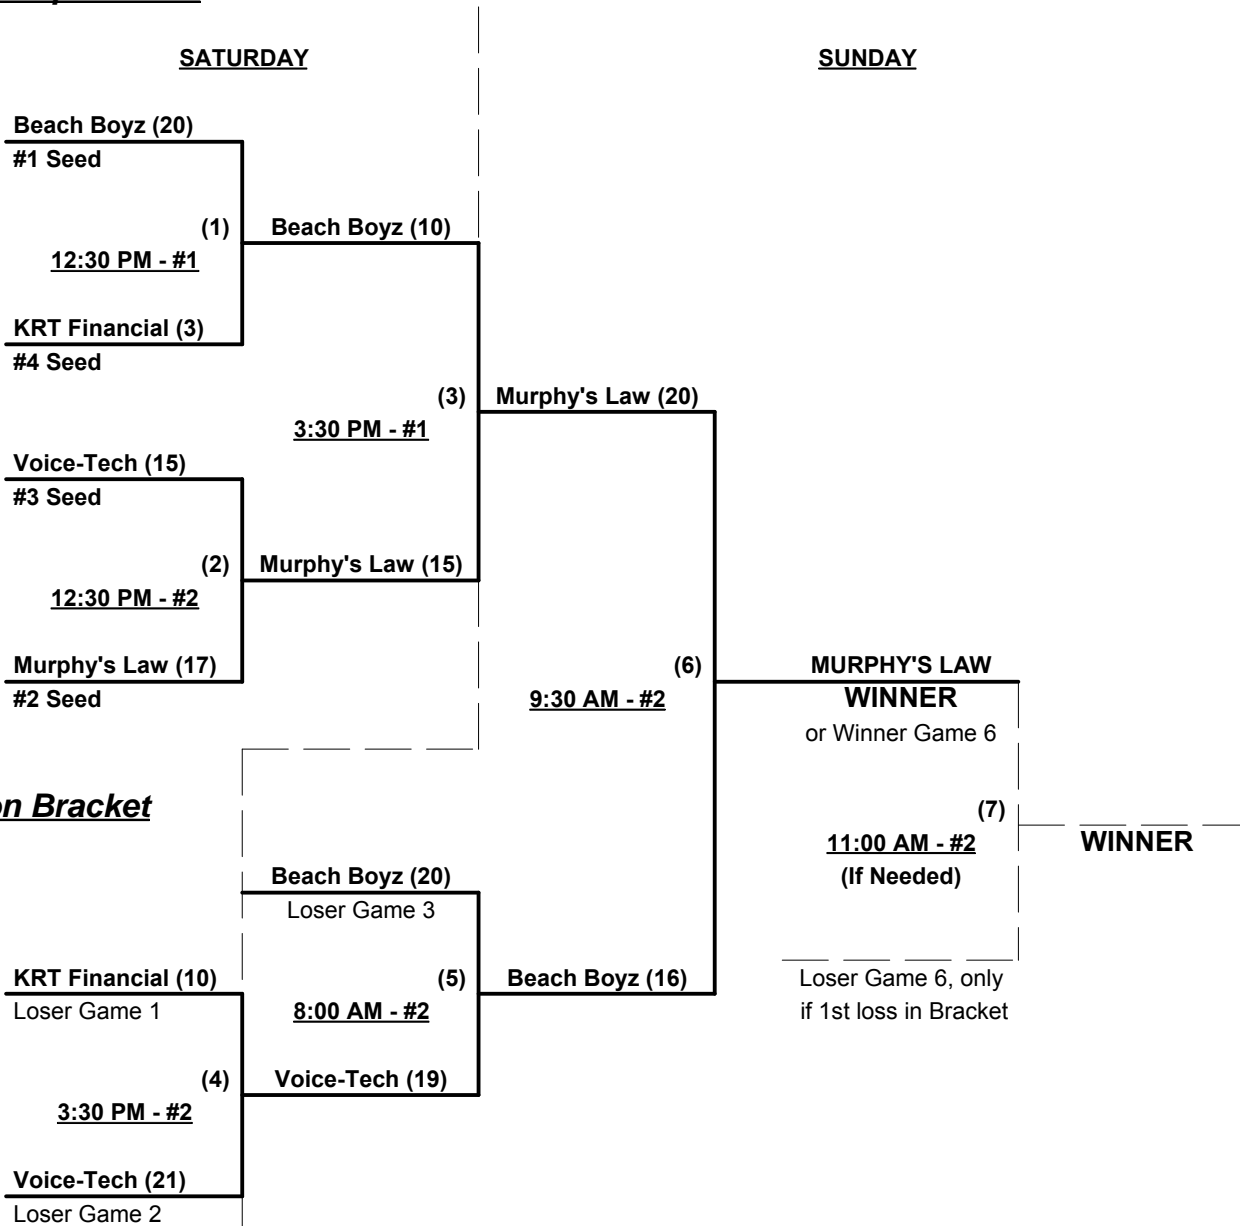 SATURDAY
SUNDAY
Beach Boyz (20)
#1 Seed
(1)
Beach Boyz (10)
12:30 PM - #1
KRT Financial (3)
#4 Seed
(3)
Murphy's Law (20)
3:30 PM - #1
Voice-Tech (15)
#3 Seed
(2)
Murphy's Law (15)
12:30 PM - #2
Murphy's Law (17)
#2 Seed
(6)
MURPHY'S LAW
9:30 AM - #2
WINNER
or Winner Game 6
on Bracket
(7)
11:00 AM - #2
WINNER
(If Needed)
Beach Boyz (20)
Loser Game 3
KRT Financial (10)
Loser Game 1
(5)
Beach Boyz (16)
8:00 AM - #2
Loser Game 6, only
if 1st loss in Bracket
(4)
Voice-Tech (19)
3:30 PM - #2
Voice-Tech (21)
Loser Game 2